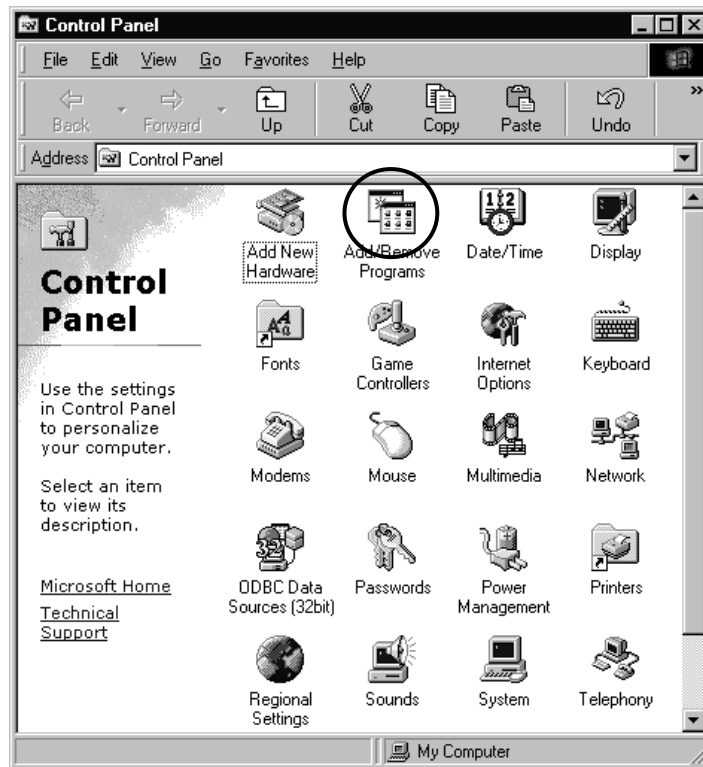 Control Panel
File Edit View Go Favorites Help
Back Forward Up Cut Copy Paste Undo »
Address Control Panel
Control
Panel
Use the settings
in Control Panel
to personalize
your computer.
Select an item
to view its
description.
Microsoft Home
Technical
Support
Add New
Hardware
Add/Remove
Programs
Date/Time
Display
Fonts
Game
Controllers
Internet
Options
Keyboard
Modems
Mouse
Multimedia
Network
ODBC Data
Sources (32bit)
Passwords
Power
Management
Printers
Regional
Settings
Sounds
System
Telephony
My Computer